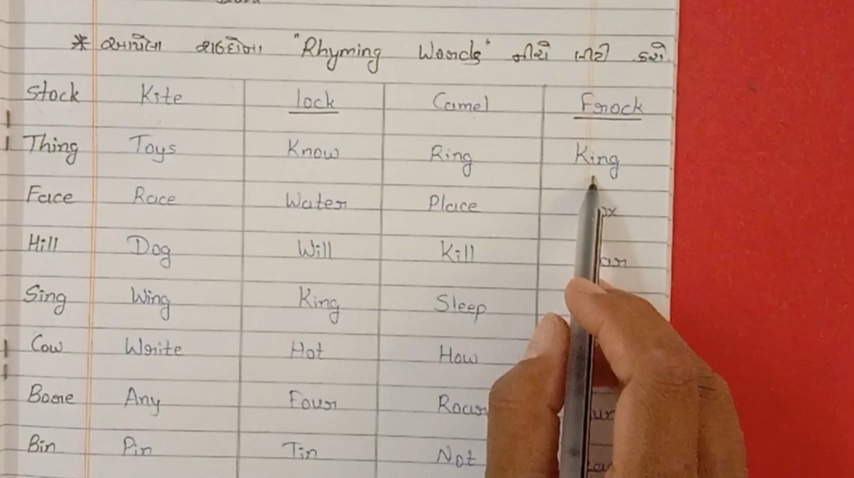 * આપેલા શબ્દોના "Rhyming Words" નીચે ખાટી કરો
Stock Kite lock Camel Frock
Thing Toys Know Ring King
Face Race Water Place
Hill Dog Will Kill
Sing Wing King Sleep
Cow Write Hot How
Bore Any Four Roar
Bin Pin Tin Not